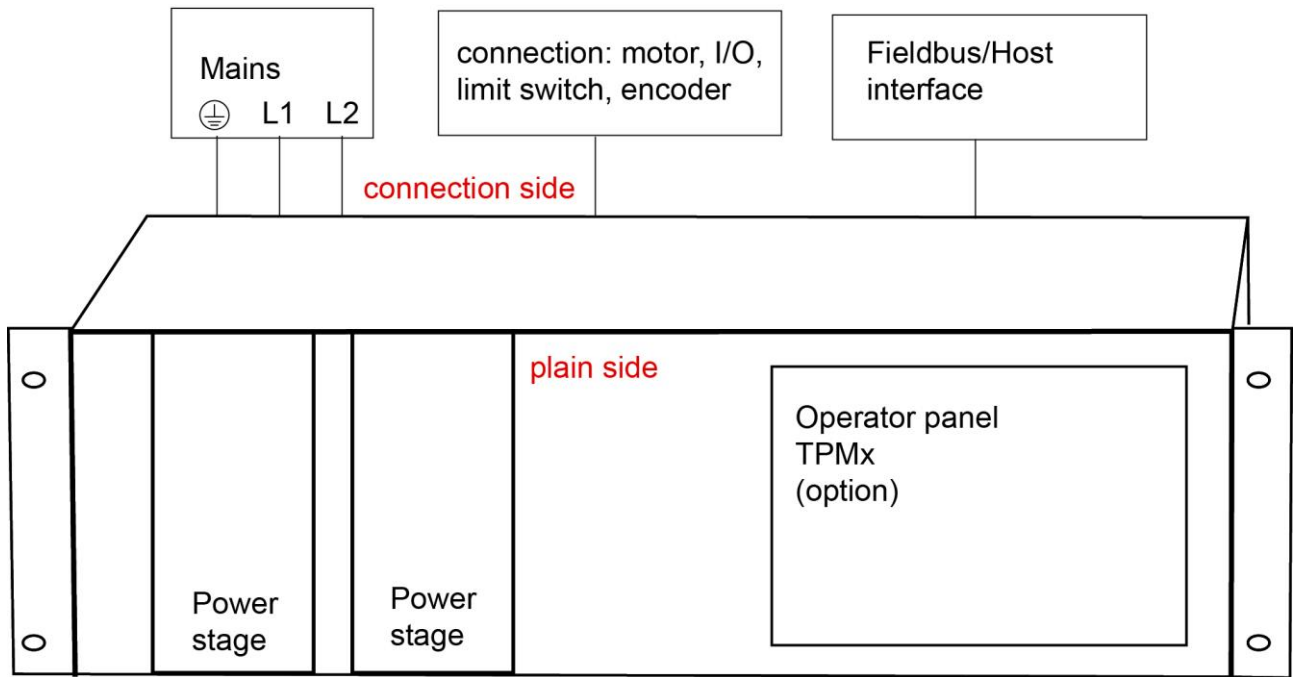 Mains
L1 L2
connection: motor, I/O,
limit switch, encoder
Fieldbus/Host
interface
connection side
plain side
Operator panel
TPMx
(option)
Power
stage
Power
stage